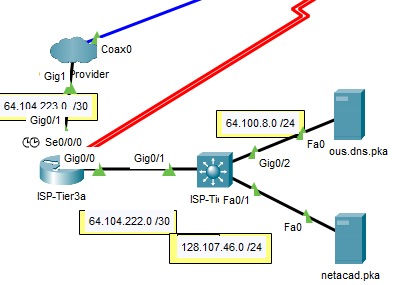 Coax0
Gig1 Provider
64.104.223.0 /30
Gig0/1
Se0/0/0
Gig0/0
Gig0/1
ISP-Tier3a
64.100.8.0 /24
Fa0
ous.dns.pka
Gig0/2
ISP-Ti
Fa0/1
64.104.222.0 /30
128.107.46.0 /24
Fa0
netacad.pka